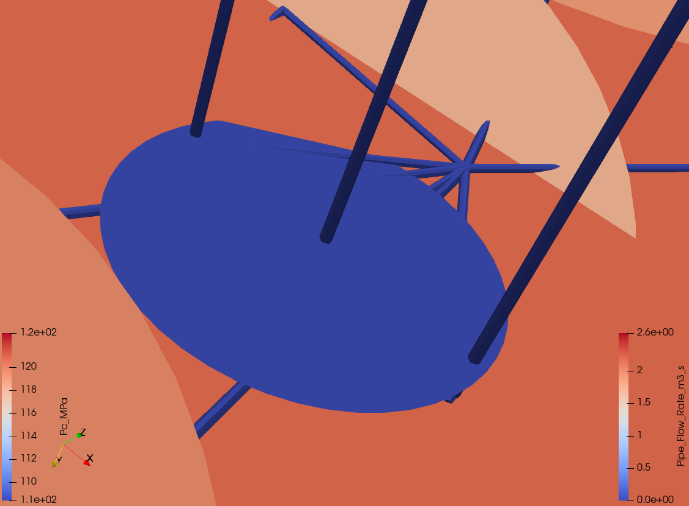 1.2e+02
120
118
116
114
112
110
1.1e+02
Pc_MPa
Z
X
Y
2.6e+00
2
1.5
1
0.5
0.0e+00
Pipe_Flow_Rate_m3_s